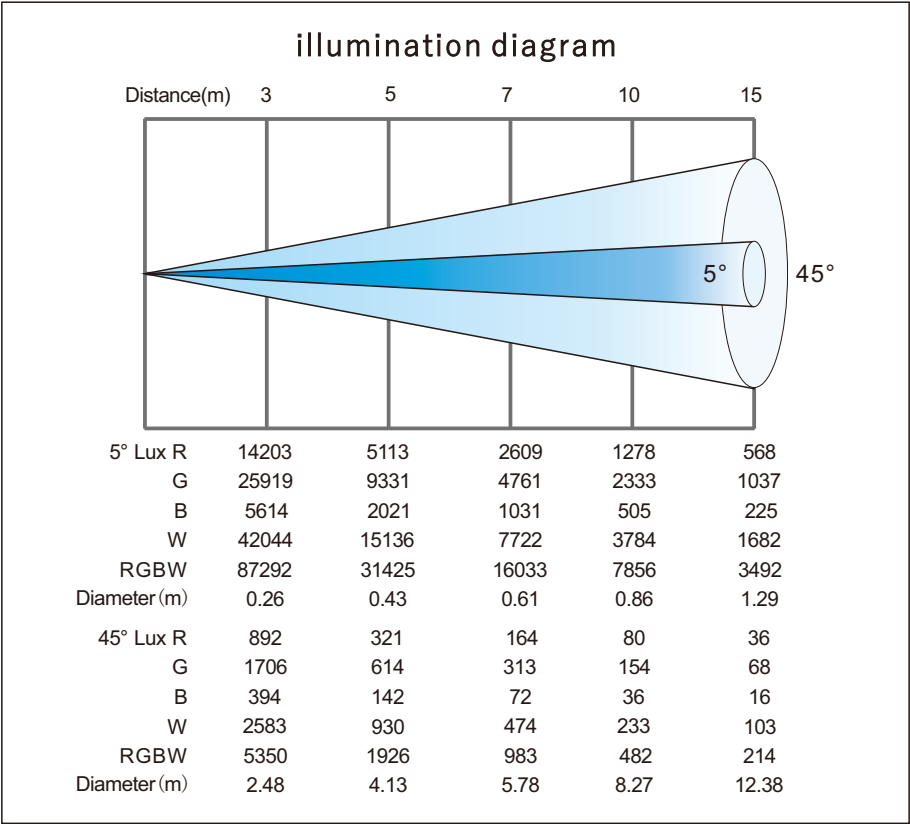 illumination diagram
Distance(m) 3 5 7 10 15
5° 45°
5° Lux R 14203 5113 2609 1278 568
G 25919 9331 4761 2333 1037
B 5614 2021 1031 505 225
W 42044 15136 7722 3784 1682
RGBW 87292 31425 16033 7856 3492
Diameter(m) 0.26 0.43 0.61 0.86 1.29
45° Lux R 892 321 164 80 36
G 1706 614 313 154 68
B 394 142 72 36 16
W 2583 930 474 233 103
RGBW 5350 1926 983 482 214
Diameter(m) 2.48 4.13 5.78 8.27 12.38